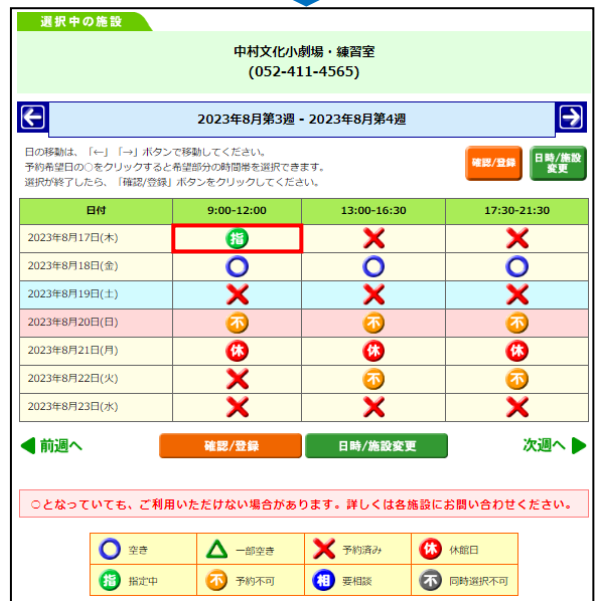 選択中の施設
中村文化小劇場・練習室
(052-411-4565)
2023年8月第3週 - 2023年8月第4週
日の移動は、「←」「→」ボタンで移動してください。
予約希望日の○をクリックすると希望部分の時間帯を選択できます。
選択が終了したら、「確認/登録」ボタンをクリックしてください。
確認/登録
日時/施設
変更
日付 9:00-12:00 13:00-16:30 17:30-21:30
2023年8月17日(木) 指
2023年8月18日(金)
2023年8月19日(土)
2023年8月20日(日) 不 不 不
2023年8月21日(月) 休 休 休
2023年8月22日(火) 不 不
2023年8月23日(水)
前週へ 確認/登録 日時/施設変更 次週へ
○となっていても、ご利用いただけない場合があります。詳しくは各施設にお問い合わせください。
空き 一部空き 予約済み 休 休館日
指 指定中 不 予約不可 相 要相談 不 同時選択不可